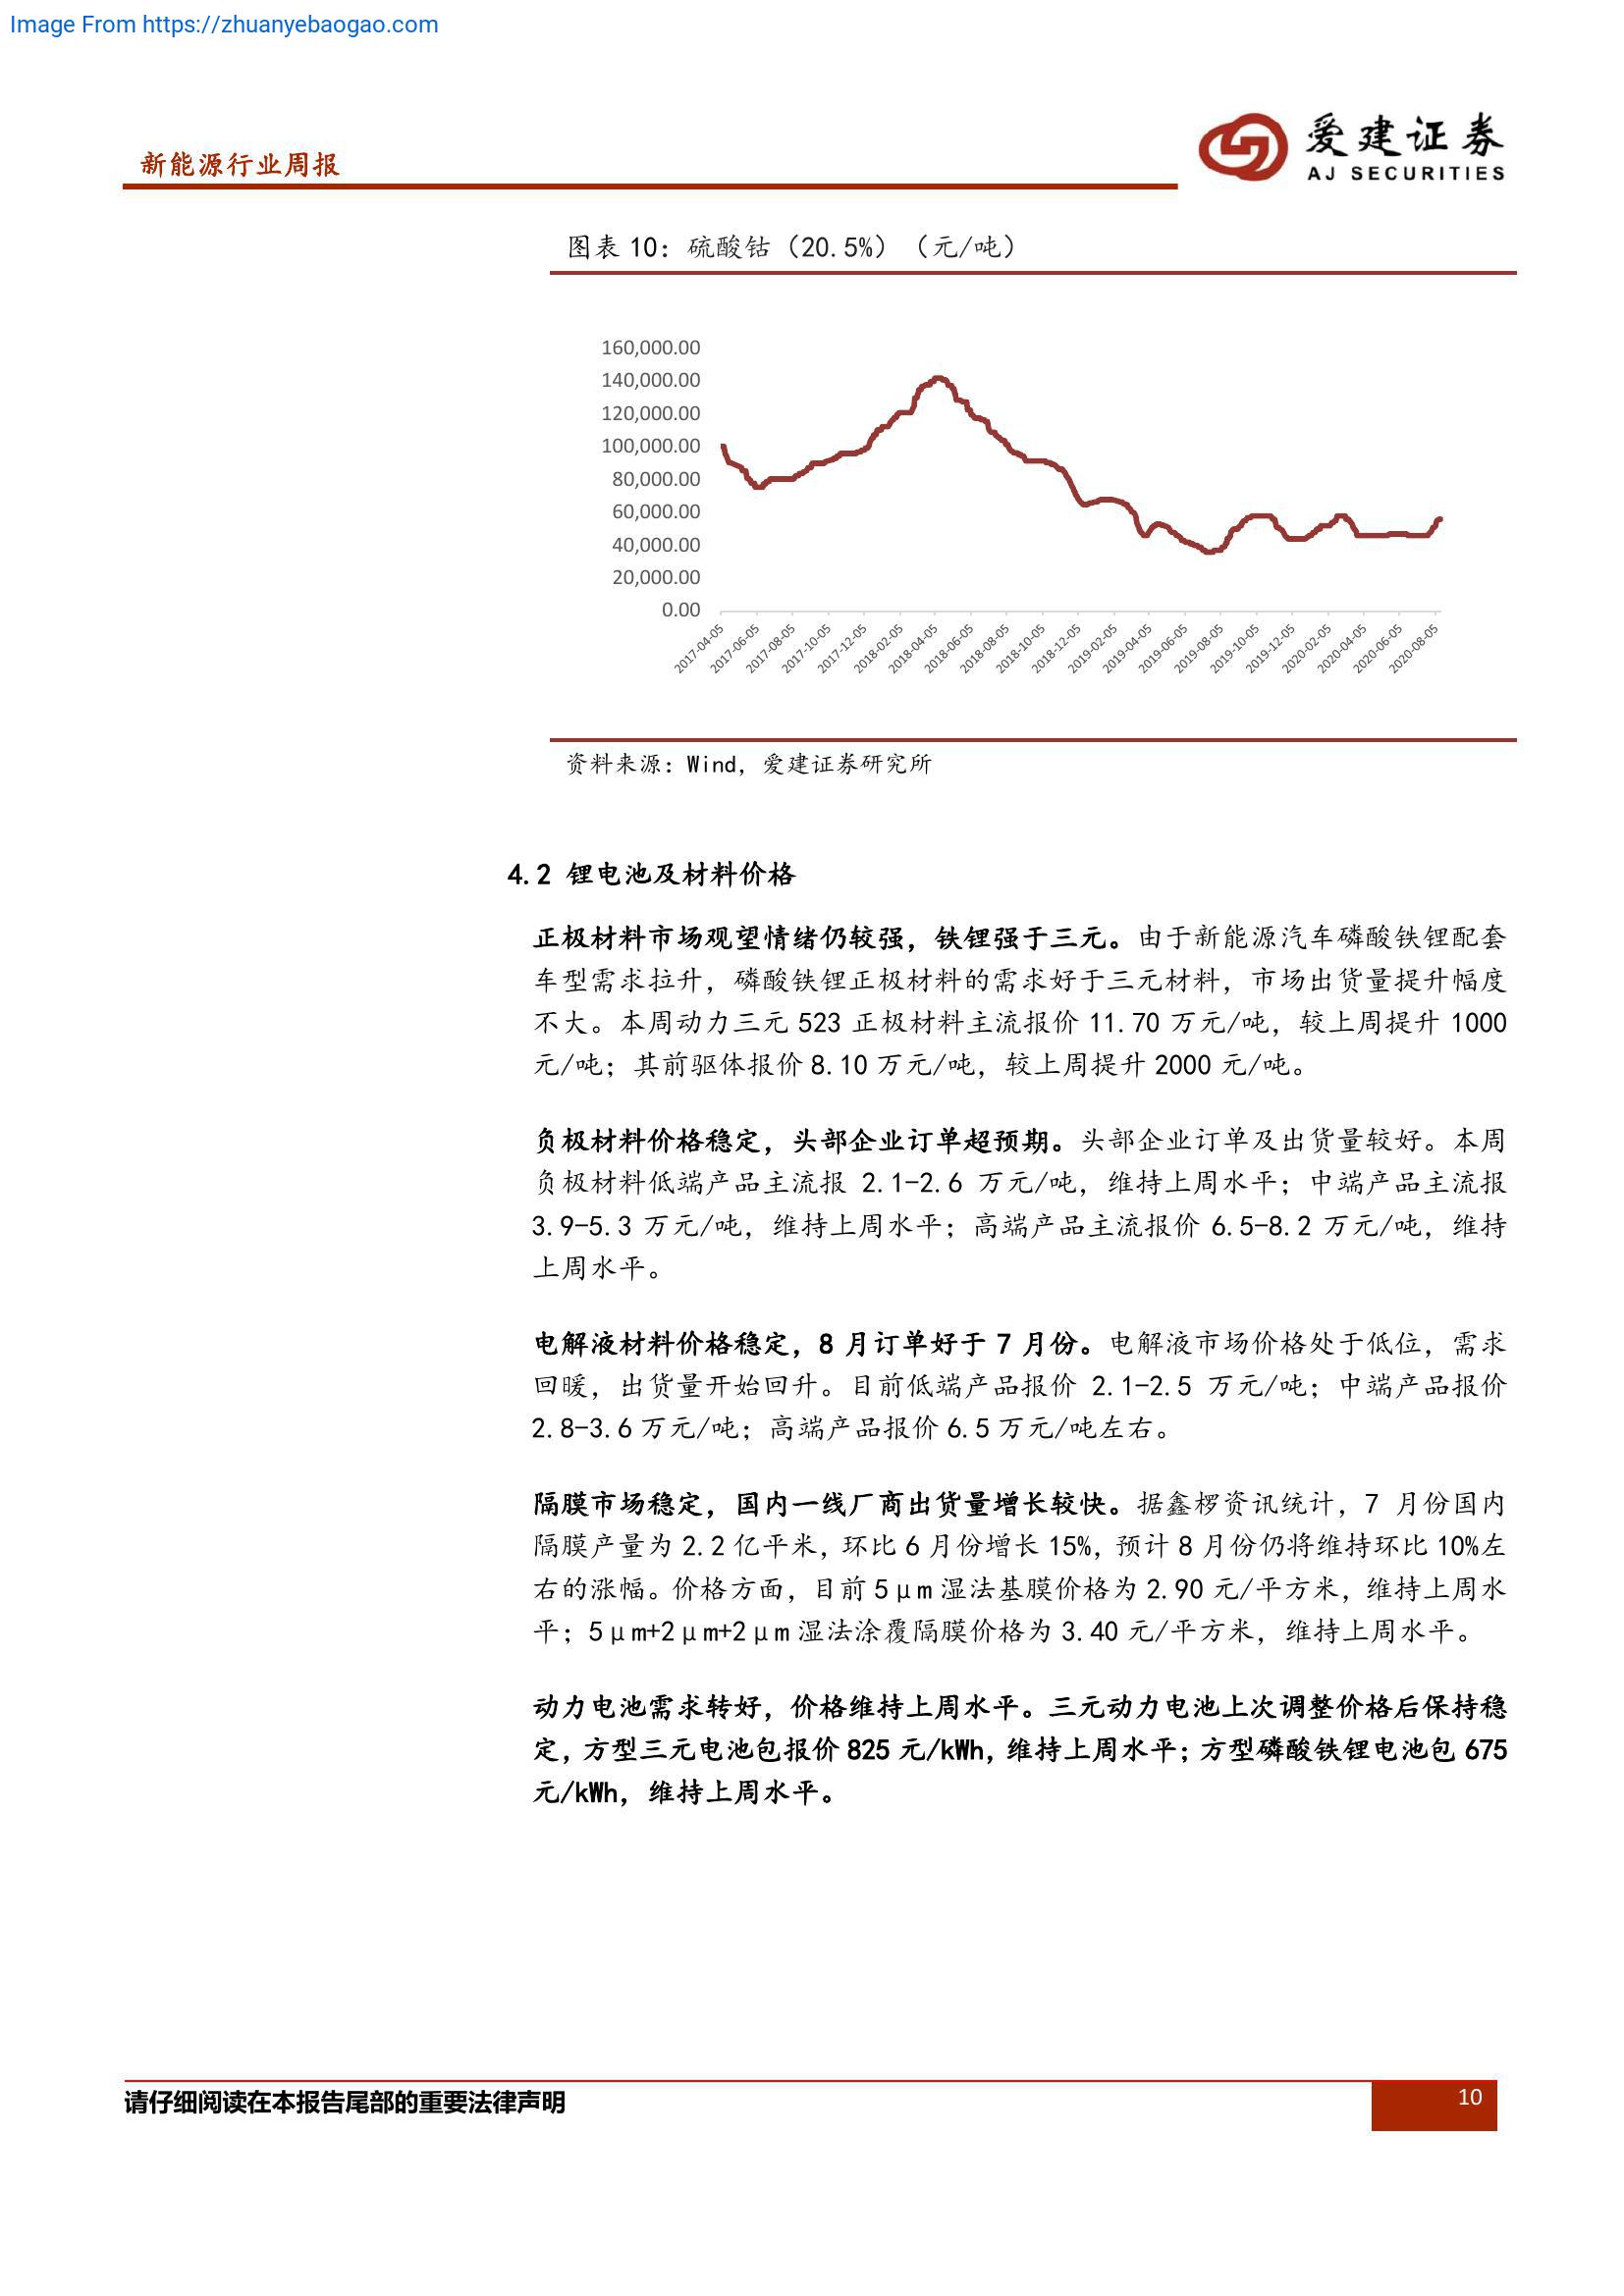 Image From https://zhuanyebaogao.com
新能源行业周报
爱建证券
AJ SECURITIES
图表 10：硫酸钴（20.5%）（元/吨）
160,000.00
140,000.00
120,000.00
100,000.00
80,000.00
60,000.00
40,000.00
20,000.00
0.00
2017-04-05
2017-06-05
2017-08-05
2017-10-05
2017-12-05
2018-02-05
2018-04-05
2018-06-05
2018-08-05
2018-10-05
2018-12-05
2019-02-05
2019-04-05
2019-06-05
2019-08-05
2019-10-05
2019-12-05
2020-02-05
2020-04-05
2020-06-05
2020-08-05
资料来源：Wind，爱建证券研究所
4.2 锂电池及材料价格
正极材料市场观望情绪仍较强，铁锂强于三元。由于新能源汽车磷酸铁锂配套
车型需求拉升，磷酸铁锂正极材料的需求好于三元材料，市场出货量提升幅度
不大。本周动力三元 523 正极材料主流报价 11.70 万元/吨，较上周提升 1000
元/吨；其前驱体报价 8.10 万元/吨，较上周提升 2000 元/吨。
负极材料价格稳定，头部企业订单超预期。头部企业订单及出货量较好。本周
负极材料低端产品主流报 2.1-2.6 万元/吨，维持上周水平；中端产品主流报
3.9-5.3 万元/吨，维持上周水平；高端产品主流报价 6.5-8.2 万元/吨，维持
上周水平。
电解液材料价格稳定，8 月订单好于 7 月份。电解液市场价格处于低位，需求
回暖，出货量开始回升。目前低端产品报价 2.1-2.5 万元/吨；中端产品报价
2.8-3.6 万元/吨；高端产品报价 6.5 万元/吨左右。
隔膜市场稳定，国内一线厂商出货量增长较快。据鑫椤资讯统计，7 月份国内
隔膜产量为 2.2 亿平米，环比 6 月份增长 15%，预计 8 月份仍将维持环比 10%左
右的涨幅。价格方面，目前 5μm 湿法基膜价格为 2.90 元/平方米，维持上周水
平；5μm+2μm+2μm 湿法涂覆隔膜价格为 3.40 元/平方米，维持上周水平。
动力电池需求转好，价格维持上周水平。三元动力电池上次调整价格后保持稳
定，方型三元电池包报价 825 元/kWh，维持上周水平；方型磷酸铁锂电池包 675
元/kWh，维持上周水平。
请仔细阅读在本报告尾部的重要法律声明
10